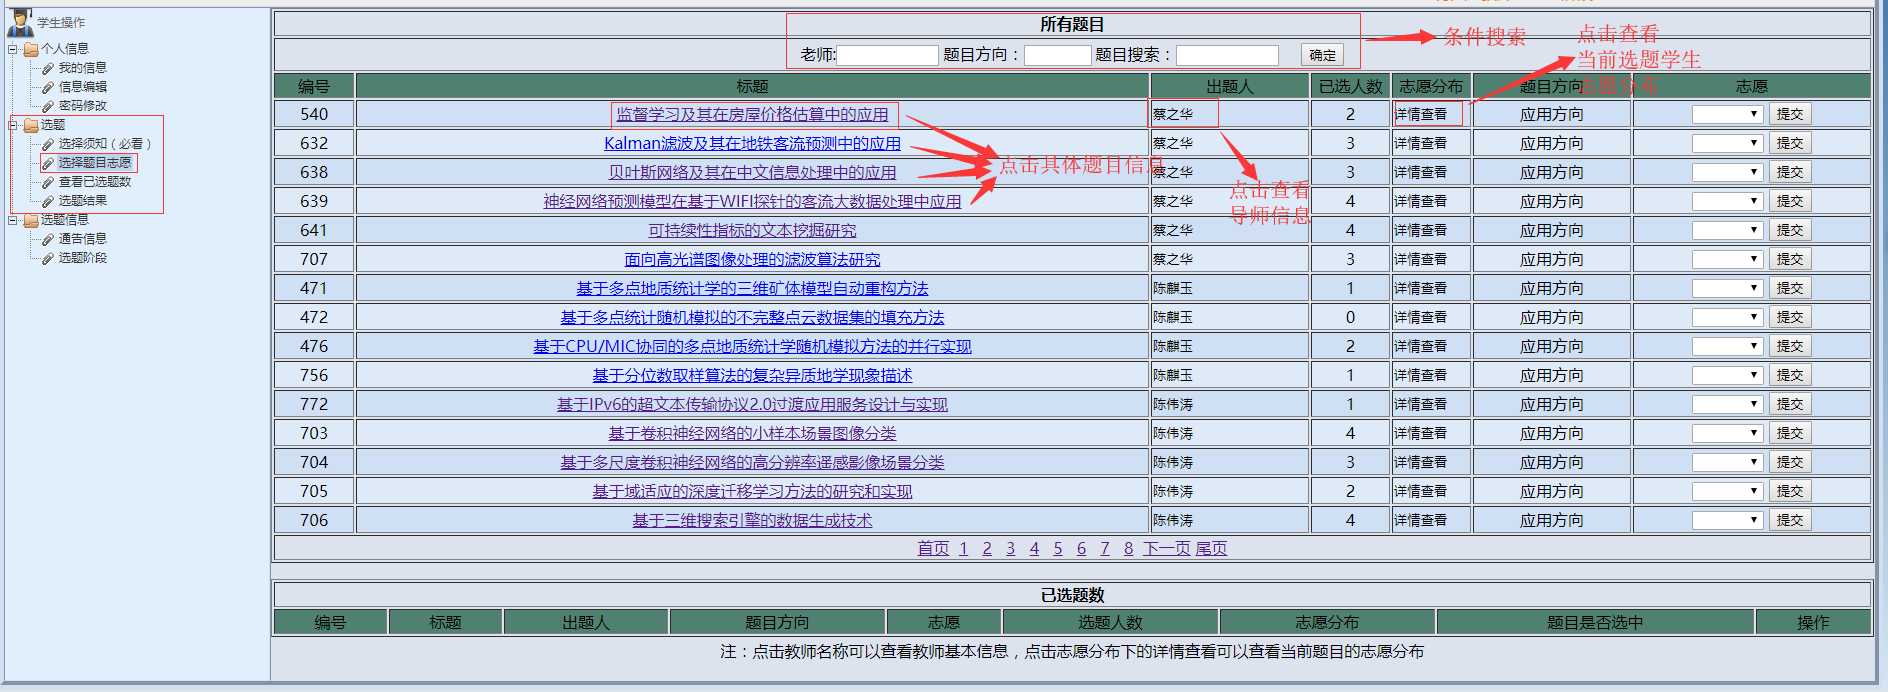 学生操作
个人信息
我的信息
信息编辑
密码修改
选题
选择须知（必看）
选择题目志愿
查看已选题数
选题结果
选题信息
通告信息
选题阶段
所有题目
老师: 题目方向： 题目搜索： 确定
条件搜索
点击查看
当前选题学生
志愿分布
编号 标题 出题人 已选人数 志愿分布 题目方向 志愿
540 监督学习及其在房屋价格估算中的应用 蔡之华 2 详情查看 应用方向 提交
632 Kalman滤波及其在地铁客流预测中的应用 蔡之华 3 详情查看 应用方向 提交
638 贝叶斯网络及其在中文信息处理中的应用 蔡之华 3 详情查看 应用方向 提交
639 神经网络预测模型在基于WIFI探针的客流大数据处理中应用 蔡之华 4 详情查看 应用方向 提交
641 可持续性指标的文本挖掘研究 蔡之华 4 详情查看 应用方向 提交
707 面向高光谱图像处理的滤波算法研究 蔡之华 3 详情查看 应用方向 提交
471 基于多点地质统计学的三维矿体模型自动重构方法 陈麒玉 1 详情查看 应用方向 提交
472 基于多点统计随机模拟的不完整点云数据集的填充方法 陈麒玉 0 详情查看 应用方向 提交
476 基于CPU/MIC协同的多点地质统计学随机模拟方法的并行实现 陈麒玉 2 详情查看 应用方向 提交
756 基于分位数取样算法的复杂异质地学现象描述 陈麒玉 1 详情查看 应用方向 提交
772 基于IPv6的超文本传输协议2.0过渡应用服务设计与实现 陈伟涛 1 详情查看 应用方向 提交
703 基于卷积神经网络的小样本场景图像分类 陈伟涛 4 详情查看 应用方向 提交
704 基于多尺度卷积神经网络的高分辨率遥感影像场景分类 陈伟涛 3 详情查看 应用方向 提交
705 基于域适应的深度迁移学习方法的研究和实现 陈伟涛 2 详情查看 应用方向 提交
706 基于三维搜索引擎的数据生成技术 陈伟涛 4 详情查看 应用方向 提交
点击具体题目信息
点击查看
导师信息
首页 1 2 3 4 5 6 7 8 下一页 尾页
已选题数
编号 标题 出题人 题目方向 志愿 选题人数 志愿分布 题目是否选中 操作
注：点击教师名称可以查看教师基本信息，点击志愿分布下的详情查看可以查看当前题目的志愿分布